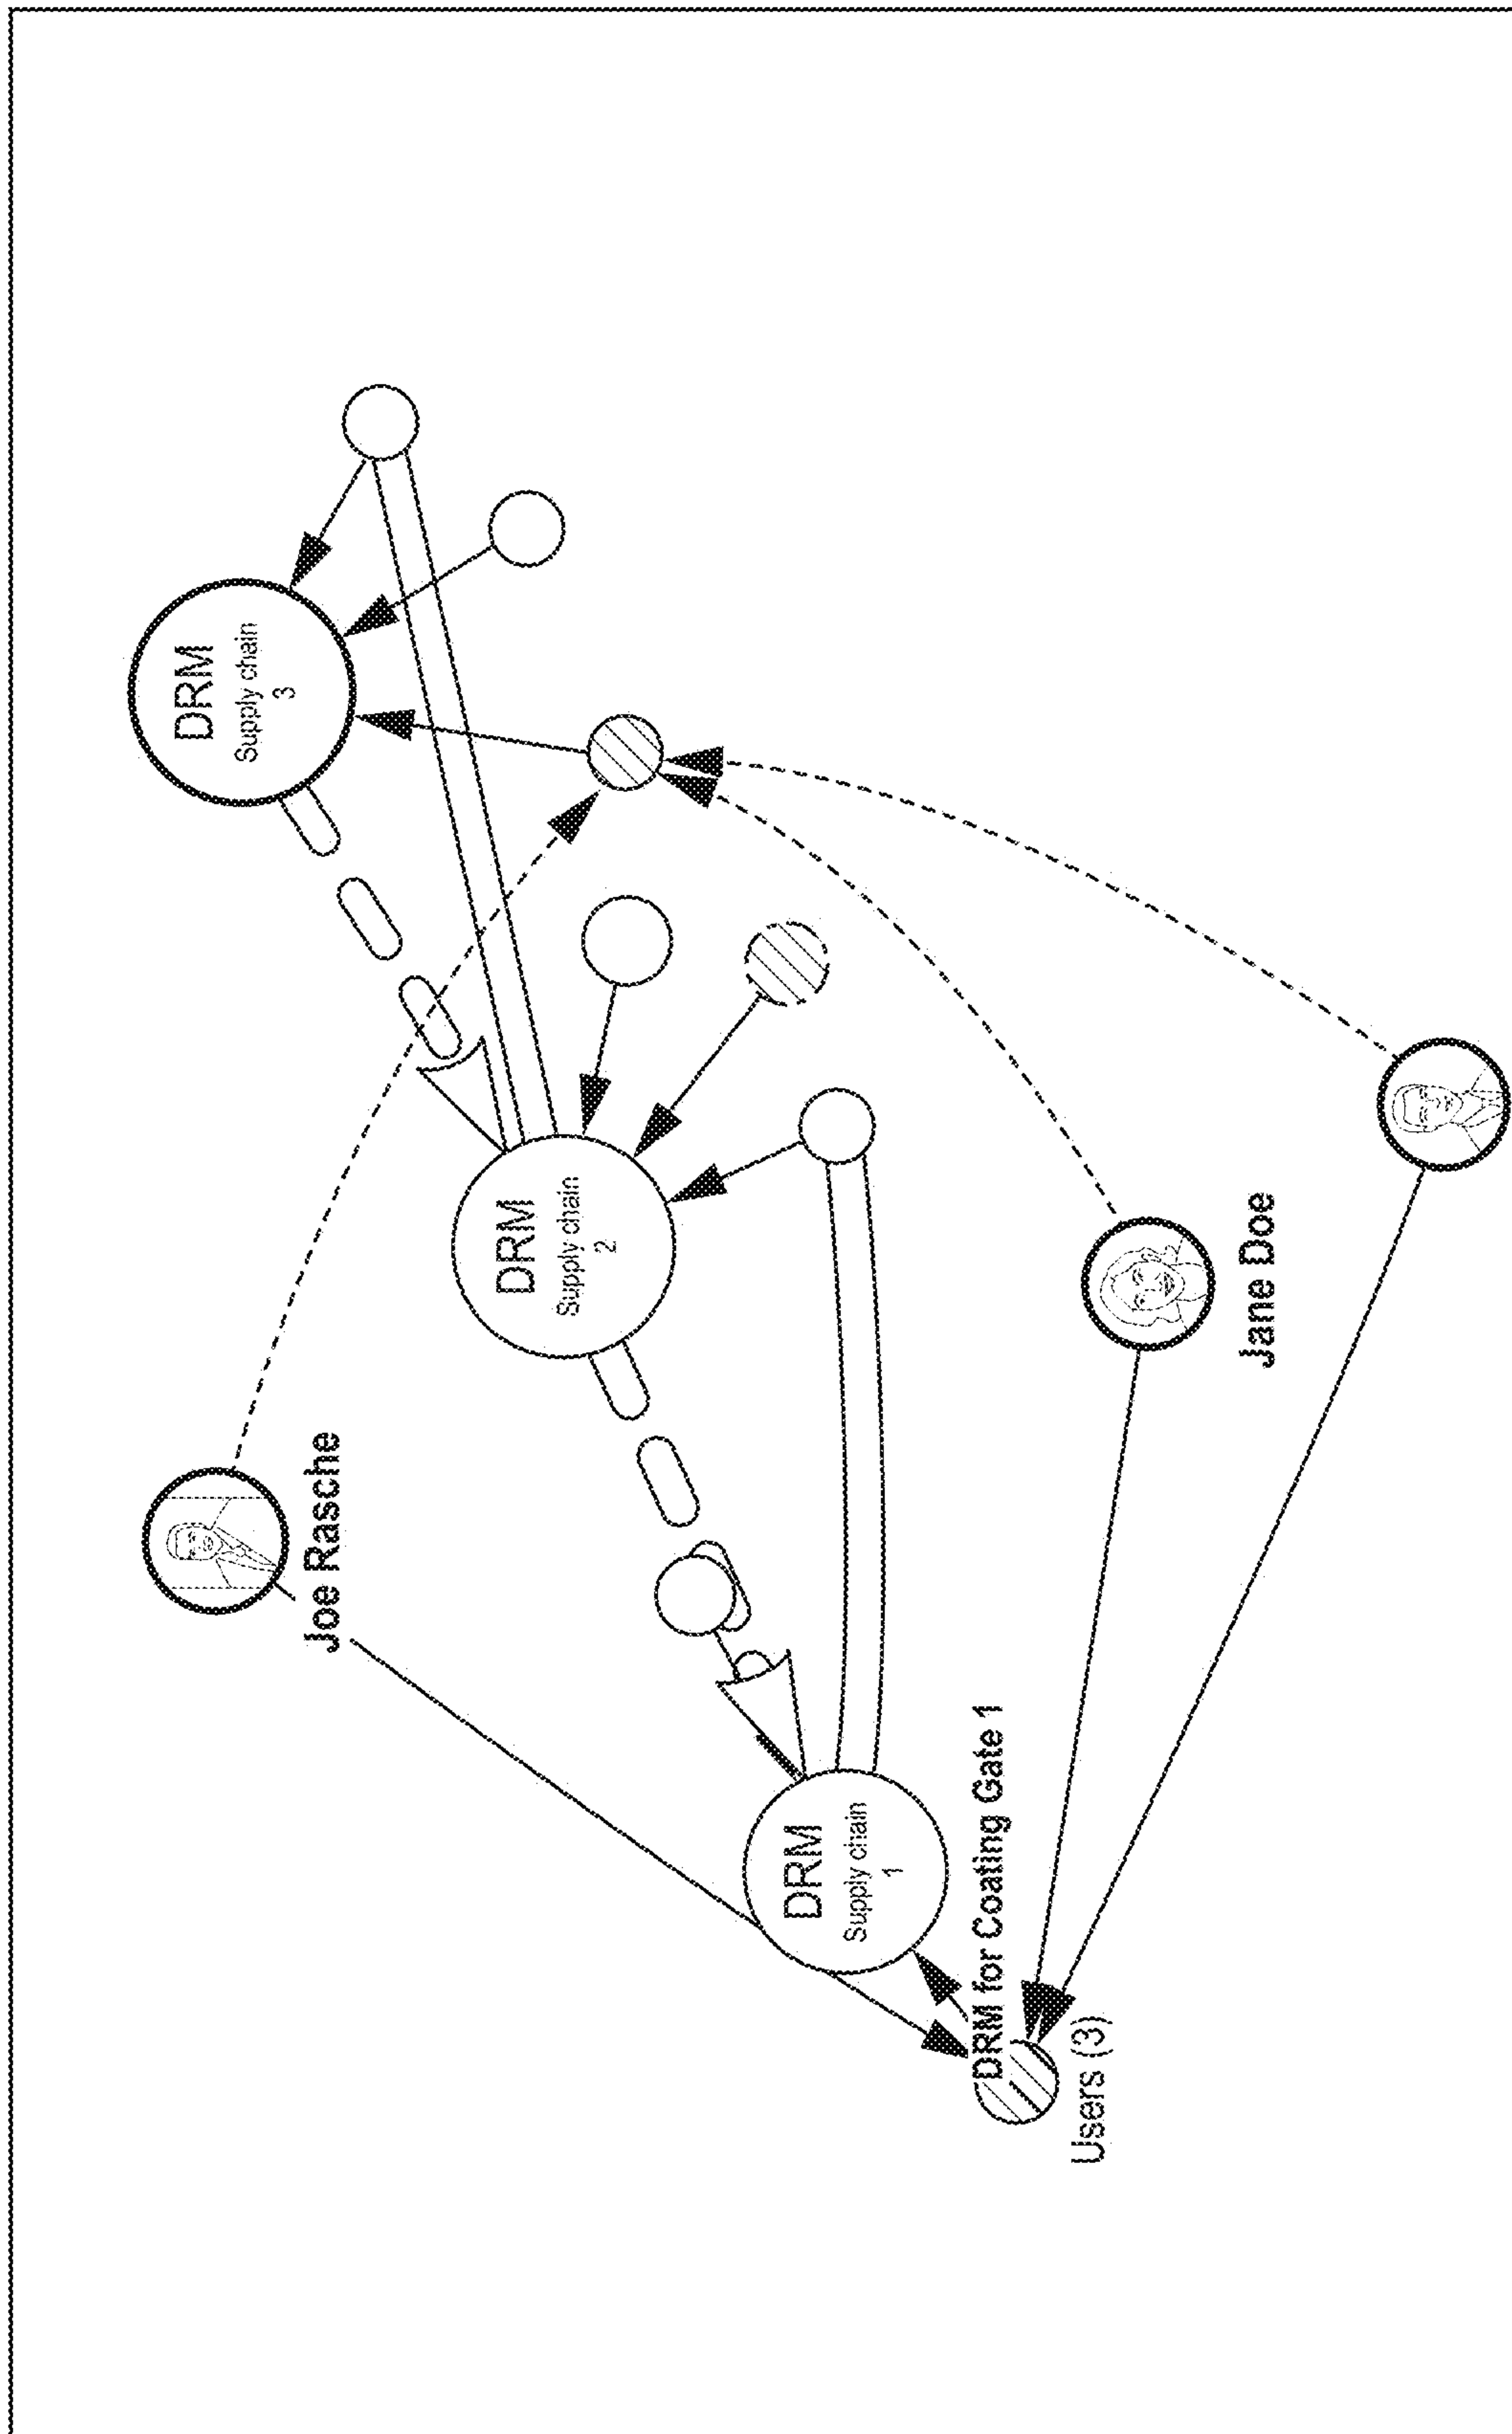 Joe Rasche
DRM
Supply chain
3
DRM
Supply chain
2
DRM
Supply chain
1
DRM for Coating Gate 1
Users (3)
Jane Doe